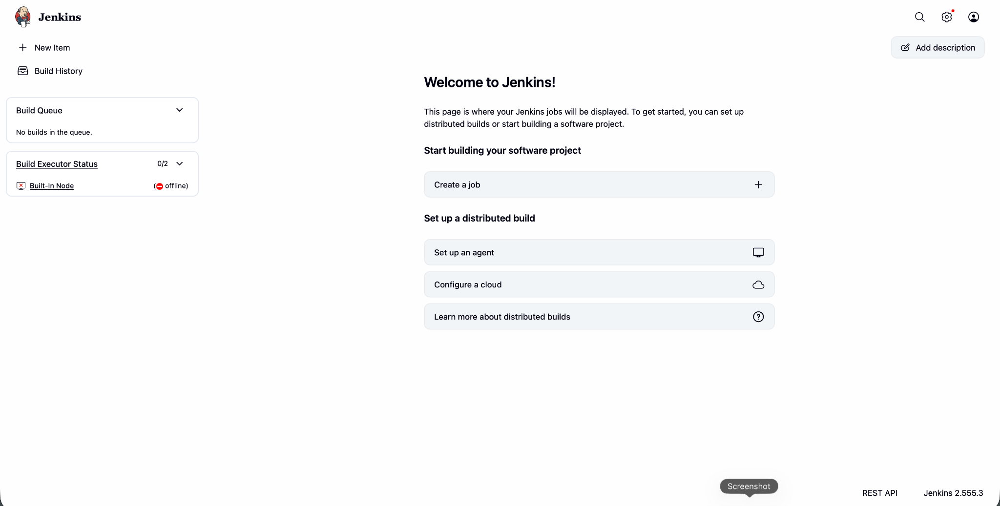 Jenkins
New Item
Add description
Build History
Build Queue
No builds in the queue.
Build Executor Status 0/2
Built-In Node (offline)
Welcome to Jenkins!
This page is where your Jenkins jobs will be displayed. To get started, you can set up
distributed builds or start building a software project.
Start building your software project
Create a job
Set up a distributed build
Set up an agent
Configure a cloud
Learn more about distributed builds
Screenshot
REST API
Jenkins 2.555.3